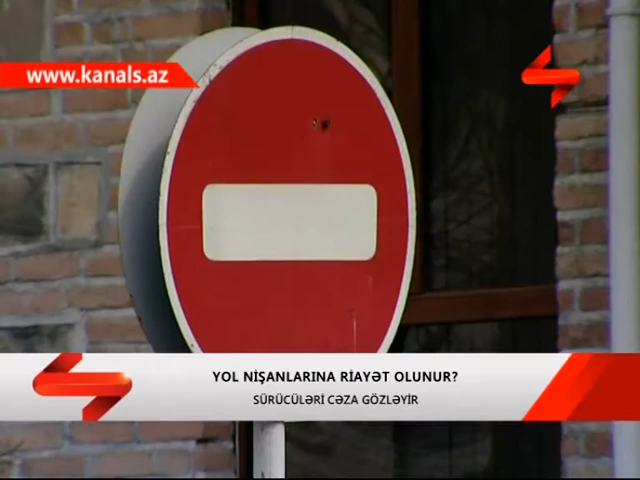 www.kanals.az
YOL NİŞANLARINA RİAYƏT OLUNUR?
SÜRÜCÜLƏRİ CƏZA GÖZLƏYİR